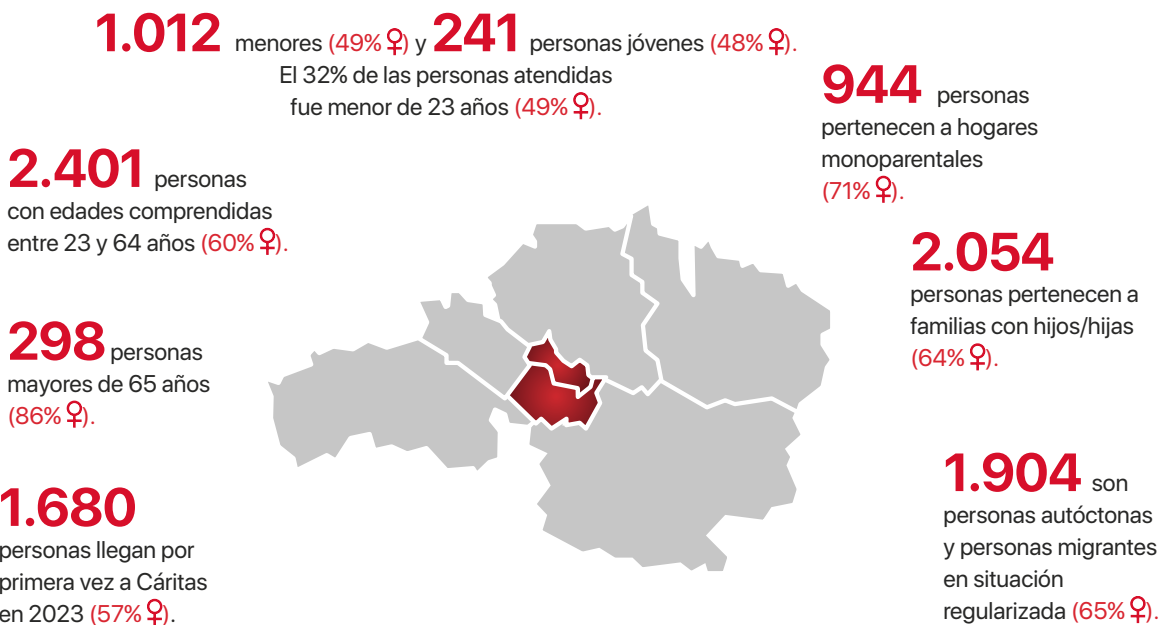 1.012 menores (49% ♀) y 241 personas jóvenes (48% ♀).
El 32% de las personas atendidas
fue menor de 23 años (49% ♀).
944 personas
pertenecen a hogares
monoparentales
(71% ♀).
2.401 personas
con edades comprendidas
entre 23 y 64 años (60% ♀).
2.054
personas pertenecen a
familias con hijos/hijas
(64% ♀).
298 personas
mayores de 65 años
(86% ♀).
1.904 son
personas autóctonas
y personas migrantes
en situación
regularizada (65% ♀).
1.680
personas llegan por
primera vez a Cáritas
en 2023 (57% ♀).